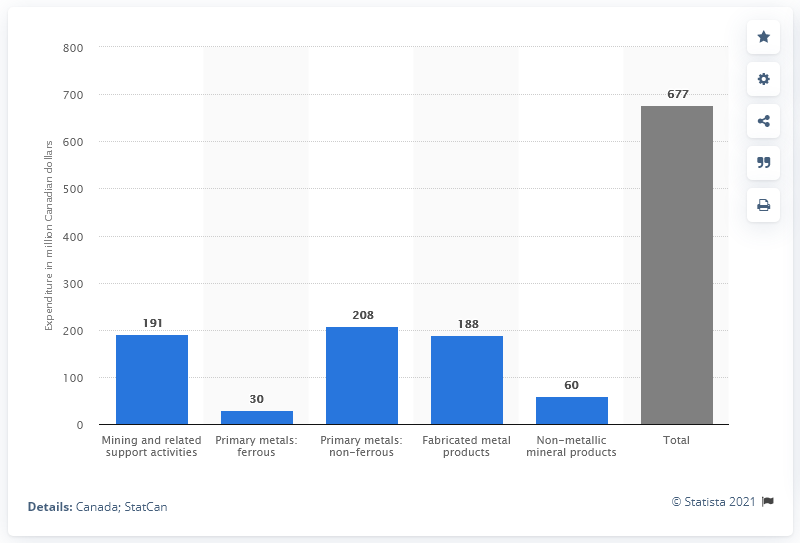 800
700
600
500
400
300
200
100
0
Expenditure in million Canadian dollars
191
30
208
188
60
677
Mining and related
support activities
Primary metals:
ferrous
Primary metals:
non-ferrous
Fabricated metal
products
Non-metallic
mineral products
Total
Details: Canada; StatCan
© Statista 2021